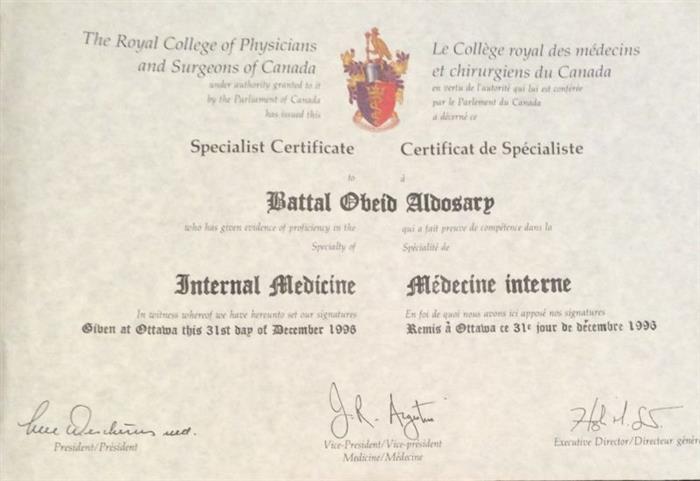 The Royal College of Physicians
and Surgeons of Canada
under authority granted to it
by the Parliament of Canada
has issued this
Le Collège royal des médecins
et chirurgiens du Canada
en vertu de l'autorité qui lui est conférée
par le Parlement du Canada
a décerné ce
Specialist Certificate
Certificat de Spécialiste
to
à
Battal Obeid Aldosary
who has given evidence of proficiency in the
Specialty of
qui a fait preuve de compétence dans la
Spécialité de
Internal Medicine
Médecine interne
In witness whereof we have hereunto set our signatures
Given at Ottawa this 31st day of December 1996
En foi de quoi nous avons ici apposé nos signatures
Remis à Ottawa ce 31e jour de décembre 1996
President/Président
Vice-President/Vice-président
Medicine/Médecine
Executive Director/Directeur génér